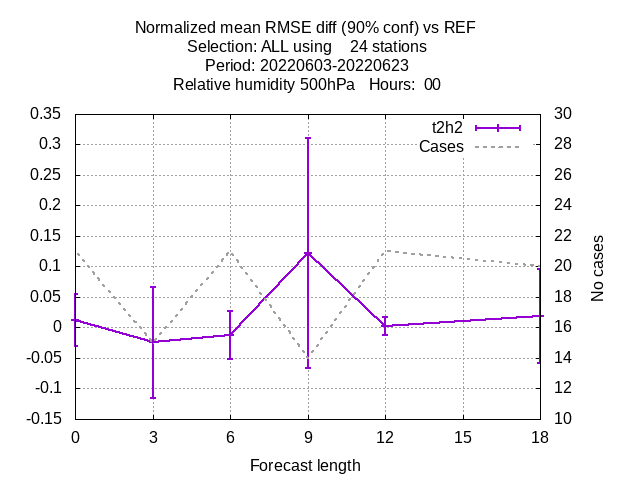 Normalized mean RMSE diff (90% conf) vs REF
Selection: ALL using    24 stations
Period: 20220603-20220623
Relative humidity 500hPa   Hours:  00
0.35
0.3
0.25
0.2
0.15
0.1
0.05
0
-0.05
-0.1
-0.15
t2h2
Cases
30
28
26
24
22
20
18
16
14
12
10
No cases
0 3 6 9 12 15 18
Forecast length